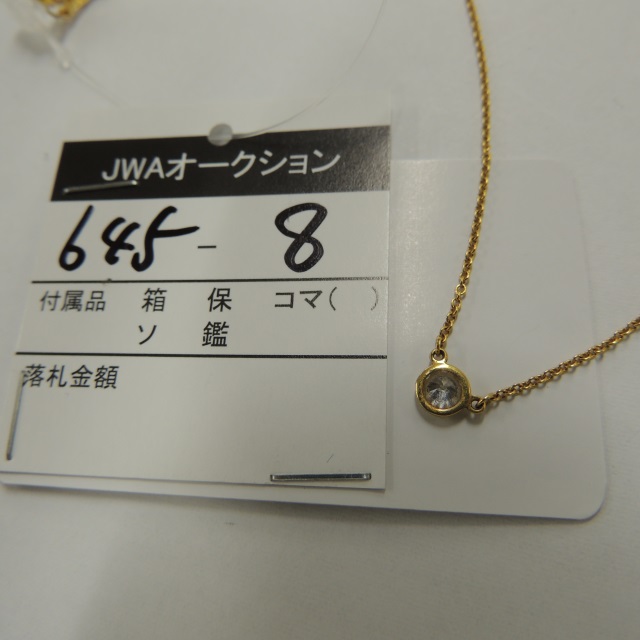 JWAオークション
645-8
付属品 箱 保 コマ( )
ソ 鑑
落札金額